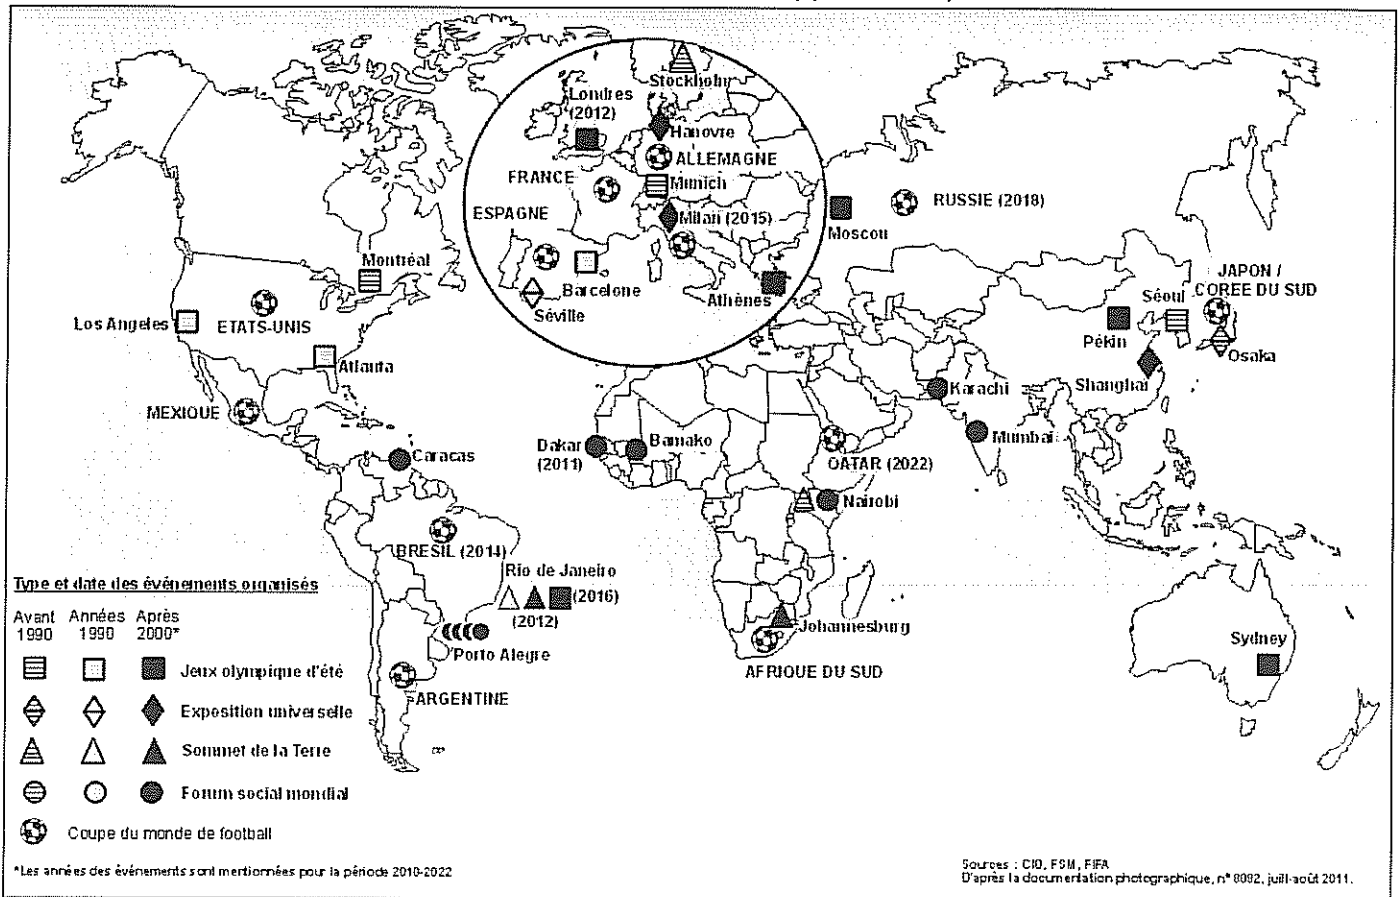 Stockholm
Londres
(2012)
Hanovre
ALLEMAGNE
FRANCE
Munich
ESPAGNE
Milan (2015)
Barcelone
Séville
Athènes
Moscou
RUSSIE (2018)
Montréal
Los Angeles
ETATS-UNIS
Atlanta
MEXIQUE
Caracas
JAPON /
COREE DU SUD
Séoul
Pékin
Osaka
Shanghai
Karachi
Mumbai
Dakar
(2011)
Bamako
QATAR (2022)
Nairobi
BRESIL (2014)
Rio de Janeiro
(2016)
(2012)
Porto Alegre
ARGENTINE
Johannesburg
AFRIQUE DU SUD
Sydney
Type et date des événements organisés
Avant 1990
Années 1990
Après 2000*
Jeux olympique d'été
Exposition universelle
Sommet de la Terre
Forum social mondial
Coupe du monde de football
*Les années des événements sont mentionnées pour la période 2010-2022
Sources : CIO, FSM, FIFA
D'après la documentation photographique, n° 8082, juill-août 2011.